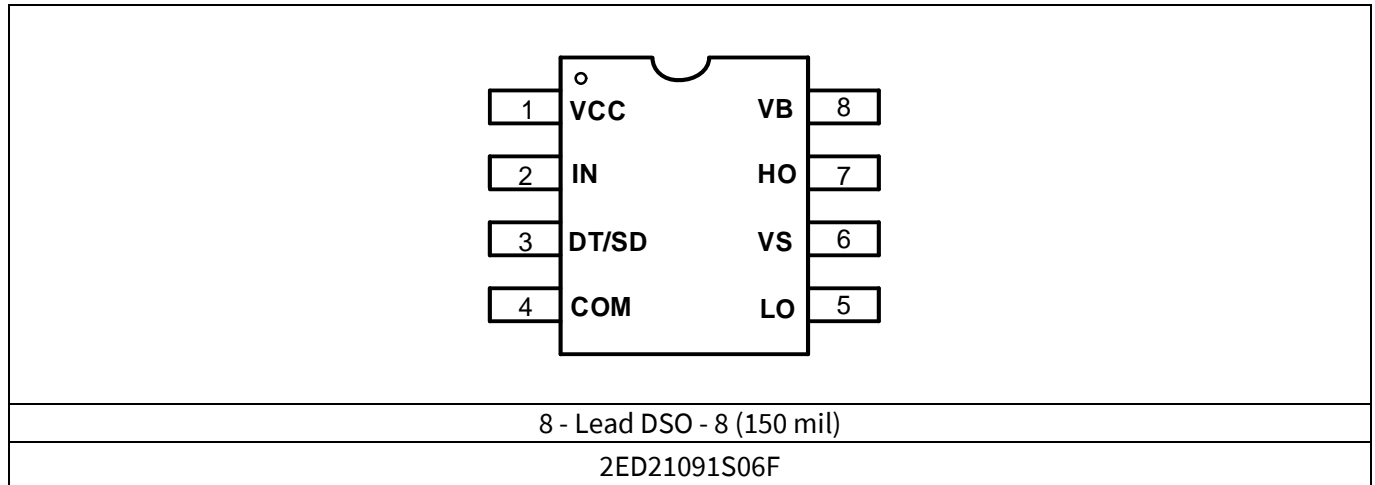 1 VCC VB 8
2 IN HO 7
3 DT/SD VS 6
4 COM LO 5
8 - Lead DSO - 8 (150 mil)
2ED21091S06F